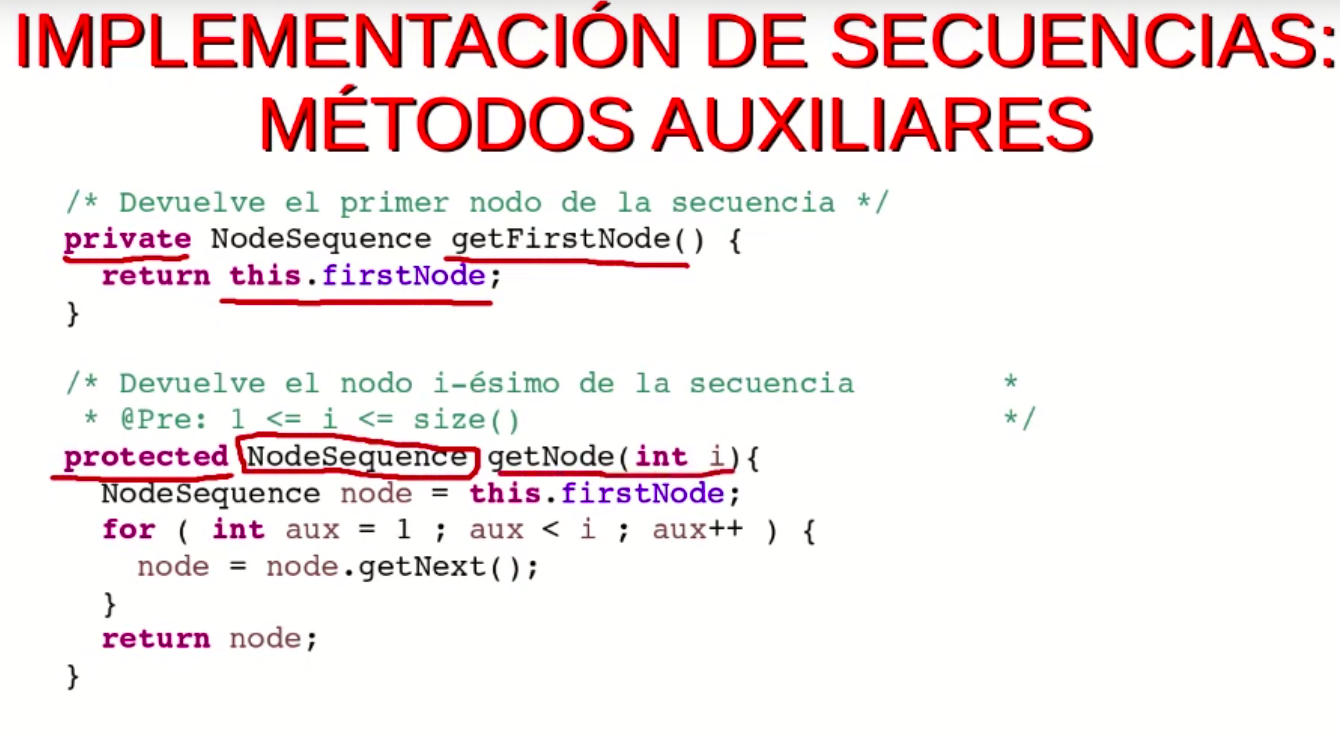 IMPLEMENTACIÓN DE SECUENCIAS:
MÉTODOS AUXILIARES
/* Devuelve el primer nodo de la secuencia */
private NodeSequence getFirstNode() {
return this.firstNode;
}
/* Devuelve el nodo i-ésimo de la secuencia *
* @Pre: 1 <= i <= size() */
protected NodeSequence getNode(int i){
NodeSequence node = this.firstNode;
for ( int aux = 1 ; aux < i ; aux++ ) {
node = node.getNext();
}
return node;
}